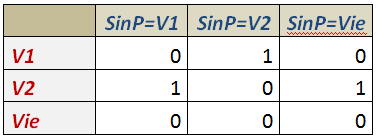 SinP=V1 SinP=V2 SinP=Vie
V1 0 1 0
V2 1 0 1
Vie 0 0 0